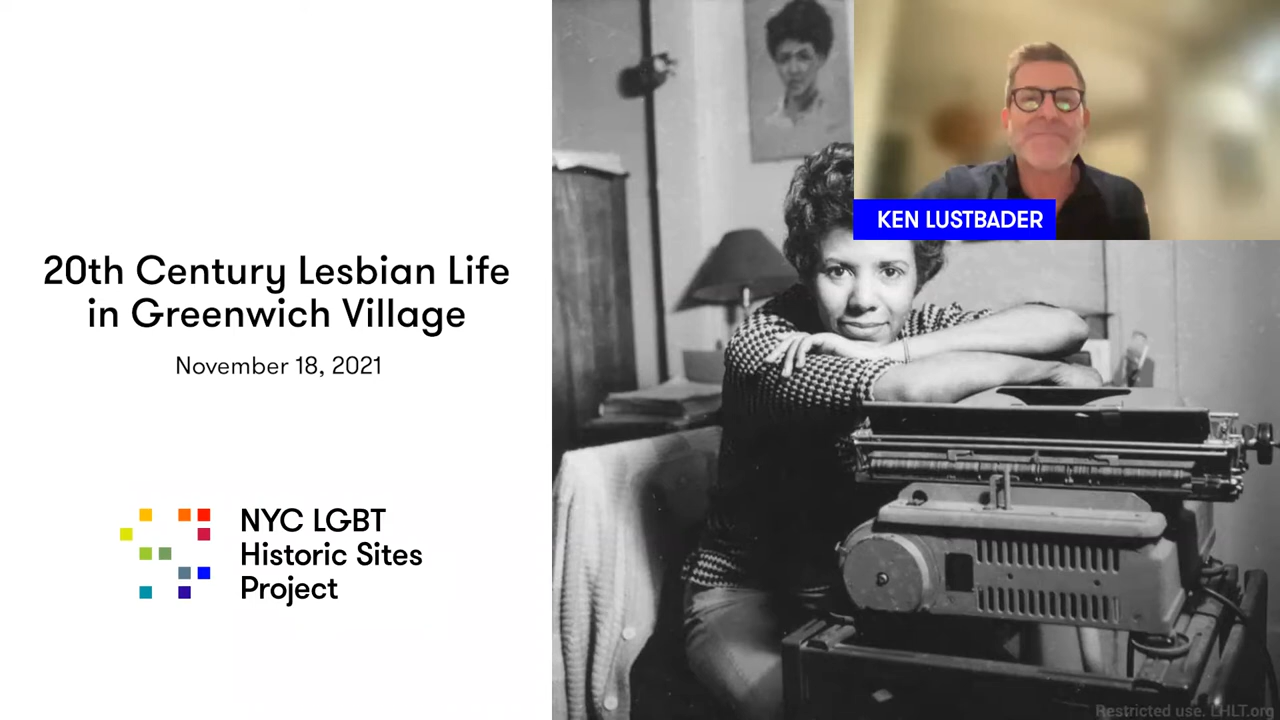 20th Century Lesbian Life
in Greenwich Village
November 18, 2021
NYC LGBT
Historic Sites
Project
KEN LUSTBADER
Restricted use. LHLT.org